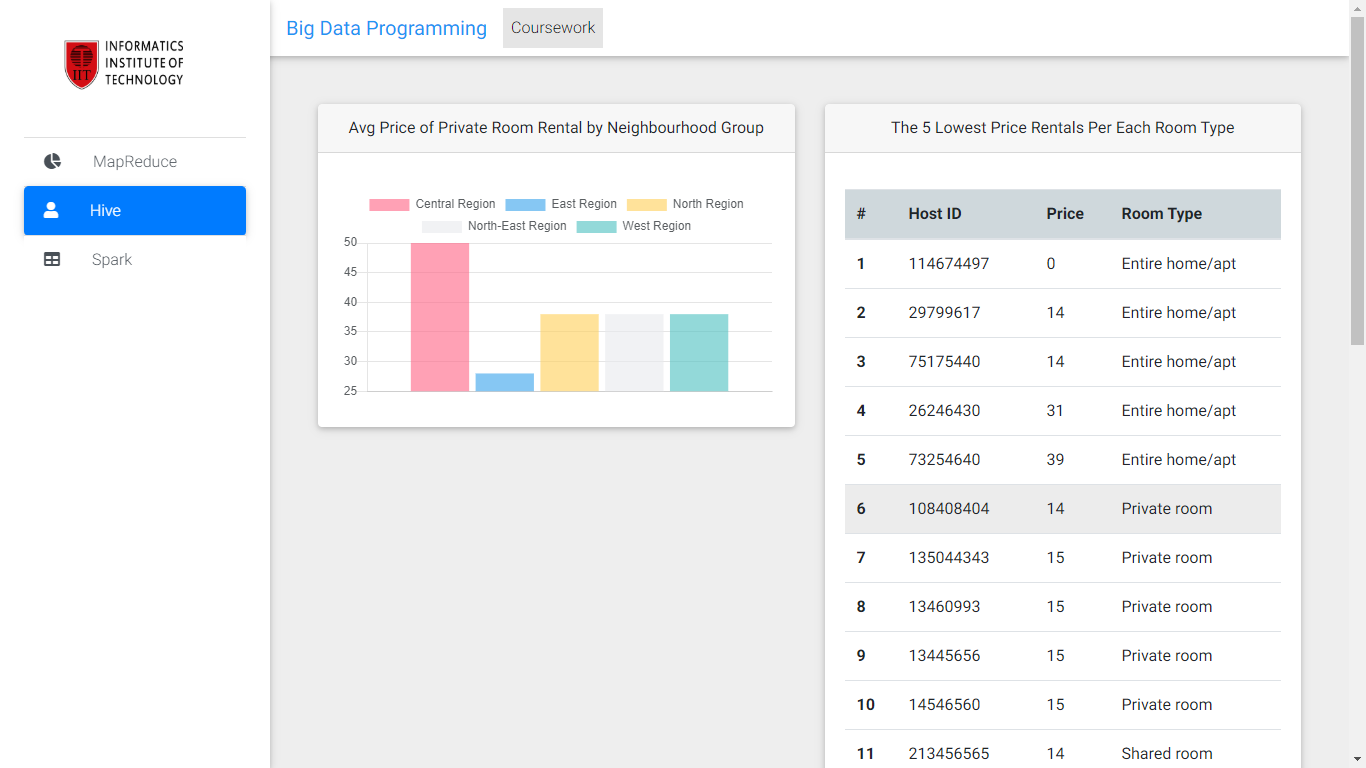 INFORMATICS
INSTITUTE OF
TECHNOLOGY
IIT
MapReduce
Hive
Spark
Big Data Programming Coursework
Avg Price of Private Room Rental by Neighbourhood Group
Central Region East Region North Region
North-East Region West Region
50
45
40
35
30
25
The 5 Lowest Price Rentals Per Each Room Type
# Host ID Price Room Type
1 114674497 0 Entire home/apt
2 29799617 14 Entire home/apt
3 75175440 14 Entire home/apt
4 26246430 31 Entire home/apt
5 73254640 39 Entire home/apt
6 108408404 14 Private room
7 135044343 15 Private room
8 13460993 15 Private room
9 13445656 15 Private room
10 14546560 15 Private room
11 213456565 14 Shared room